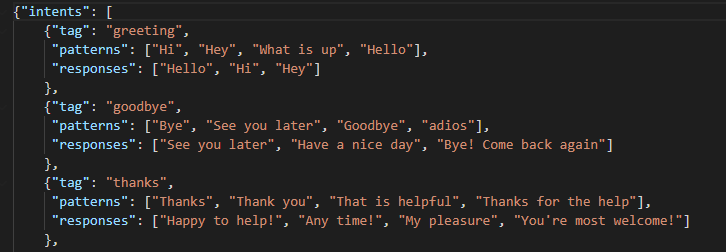 {"intents": [
{"tag": "greeting",
"patterns": ["Hi", "Hey", "What is up", "Hello"],
"responses": ["Hello", "Hi", "Hey"]
},
{"tag": "goodbye",
"patterns": ["Bye", "See you later", "Goodbye", "adios"],
"responses": ["See you later", "Have a nice day", "Bye! Come back again"]
},
{"tag": "thanks",
"patterns": ["Thanks", "Thank you", "That is helpful", "Thanks for the help"],
"responses": ["Happy to help!", "Any time!", "My pleasure", "You're most welcome!"]
},